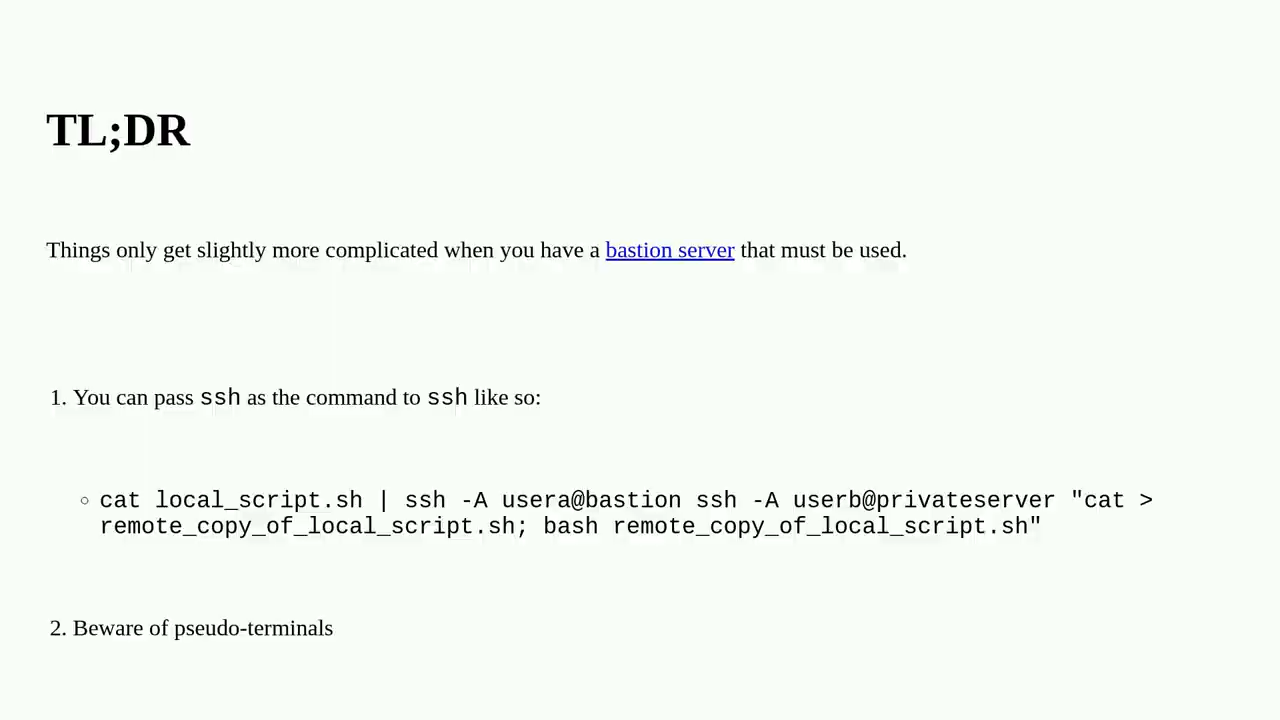 TL;DR
Things only get slightly more complicated when you have a bastion server that must be used.
1. You can pass ssh as the command to ssh like so:
◦ cat local_script.sh | ssh -A usera@bastion ssh -A userb@privateserver "cat >
remote_copy_of_local_script.sh; bash remote_copy_of_local_script.sh"
2. Beware of pseudo-terminals